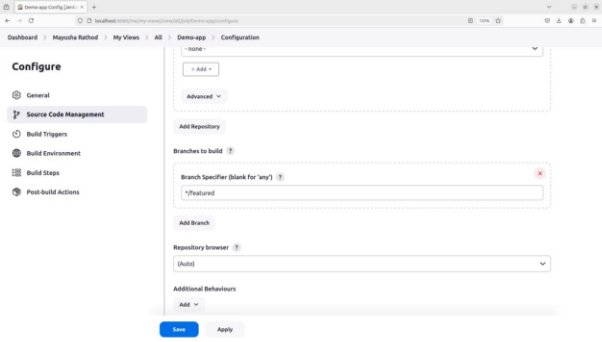 Demo-app Config [Jenk
localhost:8080/me/my-views/view/all/job/Demo-app/configure
120%
Dashboard > Mayusha Rathod > My Views > All > Demo-app > Configuration
Configure
General
Source Code Management
Build Triggers
Build Environment
Build Steps
Post-build Actions
- none -
+ Add
Advanced
Add Repository
Branches to build ?
Branch Specifier (blank for 'any') ?
*/featured
Add Branch
Repository browser ?
(Auto)
Additional Behaviours
Add
Save
Apply